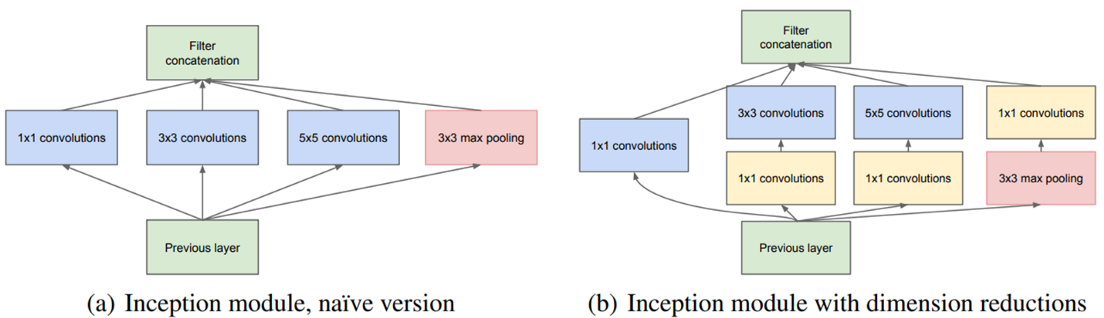 Filter
concatenation
1x1 convolutions
3x3 convolutions
5x5 convolutions
3x3 max pooling
Previous layer
(a) Inception module, naïve version
Filter
concatenation
3x3 convolutions
5x5 convolutions
1x1 convolutions
1x1 convolutions
1x1 convolutions
1x1 convolutions
3x3 max pooling
Previous layer
(b) Inception module with dimension reductions